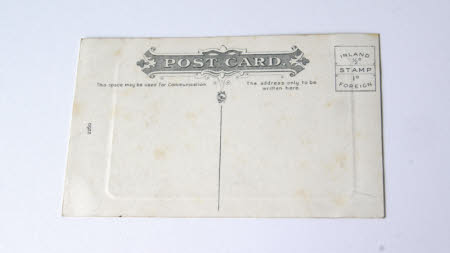 POST CARD.
This space may be used for Communication.
The address only to be
written here.
INLAND
½D
STAMP
1D
FOREIGN